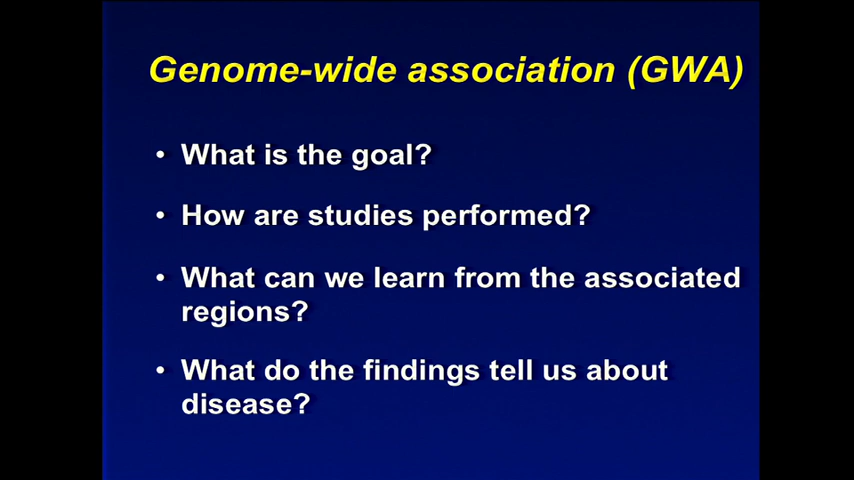 Genome-wide association (GWA)
• What is the goal?
• How are studies performed?
• What can we learn from the associated
regions?
• What do the findings tell us about
disease?